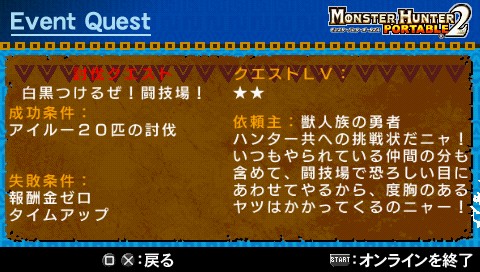 Event Quest
MONSTER HUNTER
PORTABLE 2
討伐クエスト
白黒つけるぜ！闘技場！
成功条件：
アイルー２０匹の討伐
失敗条件：
報酬金ゼロ
タイムアップ
クエストＬＶ：
★★
依頼主：獣人族の勇者
ハンター共への挑戦状だニャ！
いつもやられている仲間の分も
含めて、闘技場で恐ろしい目に
あわせてやるから、度胸のある
ヤツはかかってくるのニャー！
□ ×：戻る
START：オンラインを終了